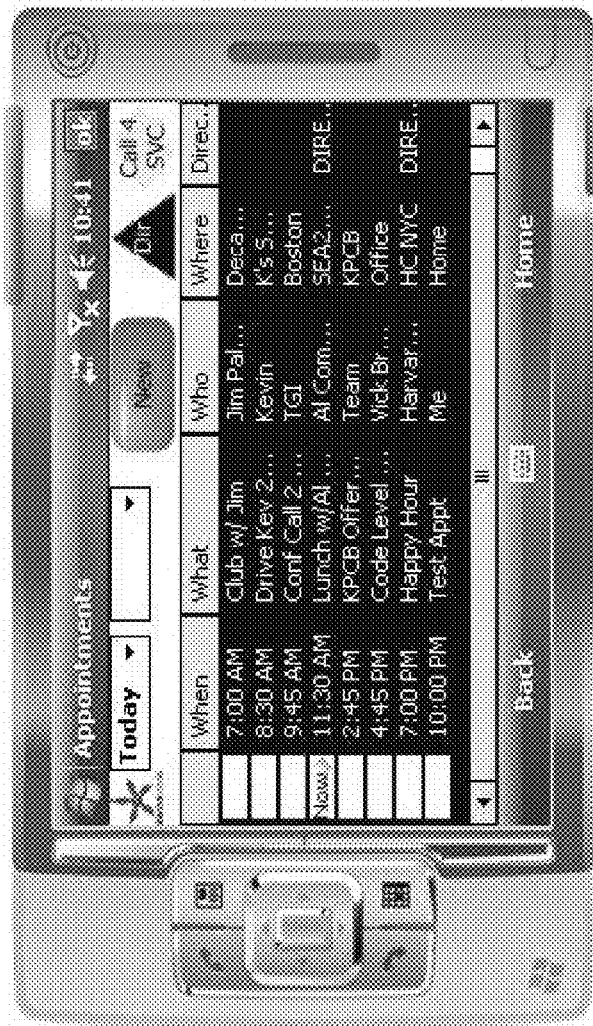 Appointments 10:41 ok
Today New Dir Call 4
SVC
When What Who Where Direc..
7:00 AM Club w/ Jim Jim Pal... Deca...
8:30 AM Drive Kev 2.... Kevin K's S....
9:45 AM Conf Call 2 .... TGI Boston
Now.. 11:30 AM Lunch w/Al .... Al Com... SEA2.... DIRE...
2:45 PM KPCB Offer.... Team KPCB
4:45 PM Code Level .... Vick Br... Office
7:00 PM Happy Hour Harvar... HC NYC DIRE...
10:00 PM Test Appt Me Home
Back Home